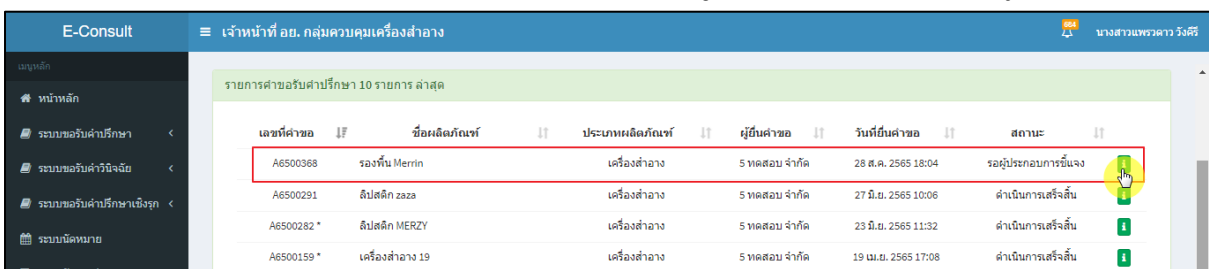 E-Consult
≡ เจ้าหน้าที่ อย. กลุ่มควบคุมเครื่องสำอาง
664
นางสาวแพรวดาว วังคีรี
เมนูหลัก
หน้าหลัก
ระบบขอรับคำปรึกษา <
ระบบขอรับคำวินิจฉัย <
ระบบขอรับคำปรึกษาเชิงรุก <
ระบบนัดหมาย
รายการคำขอรับคำปรึกษา 10 รายการ ล่าสุด
เลขที่คำขอ ชื่อผลิตภัณฑ์ ประเภทผลิตภัณฑ์ ผู้ยื่นคำขอ วันที่ยื่นคำขอ สถานะ
A6500368 รองพื้น Merrin เครื่องสำอาง 5 ทดสอบ จำกัด 28 ส.ค. 2565 18:04 รอผู้ประกอบการชี้แจง
A6500291 ลิปสติก zaza เครื่องสำอาง 5 ทดสอบ จำกัด 27 มิ.ย. 2565 10:06 ดำเนินการเสร็จสิ้น
A6500282 * ลิปสติก MERZY เครื่องสำอาง 5 ทดสอบ จำกัด 23 มิ.ย. 2565 11:32 ดำเนินการเสร็จสิ้น
A6500159 * เครื่องสำอาง 19 เครื่องสำอาง 5 ทดสอบ จำกัด 19 เม.ย. 2565 17:08 ดำเนินการเสร็จสิ้น